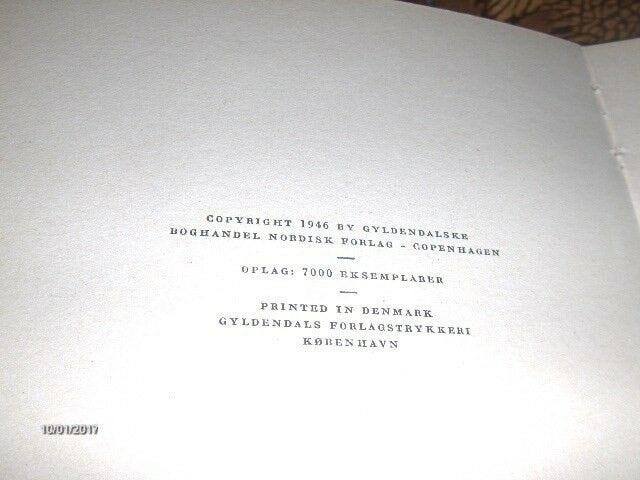 COPYRIGHT 1946 BY GYLDENDALSKE
BOGHANDEL NORDISK FORLAG - COPENHAGEN
OPLAG: 7000 EKSEMPLARER
PRINTED IN DENMARK
GYLDENDALS FORLAGSTRYKKERI
KØBENHAVN
10/01/2017